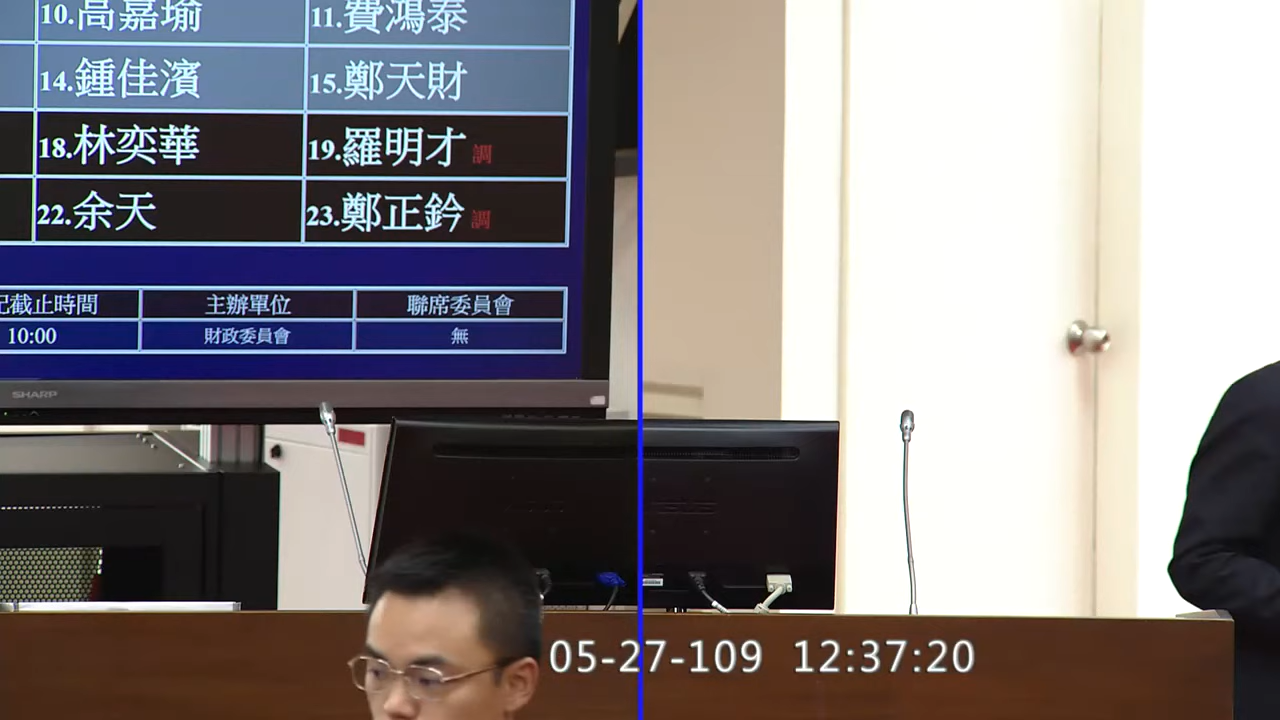 10.高嘉瑜 11.費鴻泰
14.鍾佳濱 15.鄭天財
18.林奕華 19.羅明才 調
22.余天 23.鄭正鈐 調
記截止時間 主辦單位 聯席委員會
10:00 財政委員會 無
SHARP
05-27-109 12:37:20